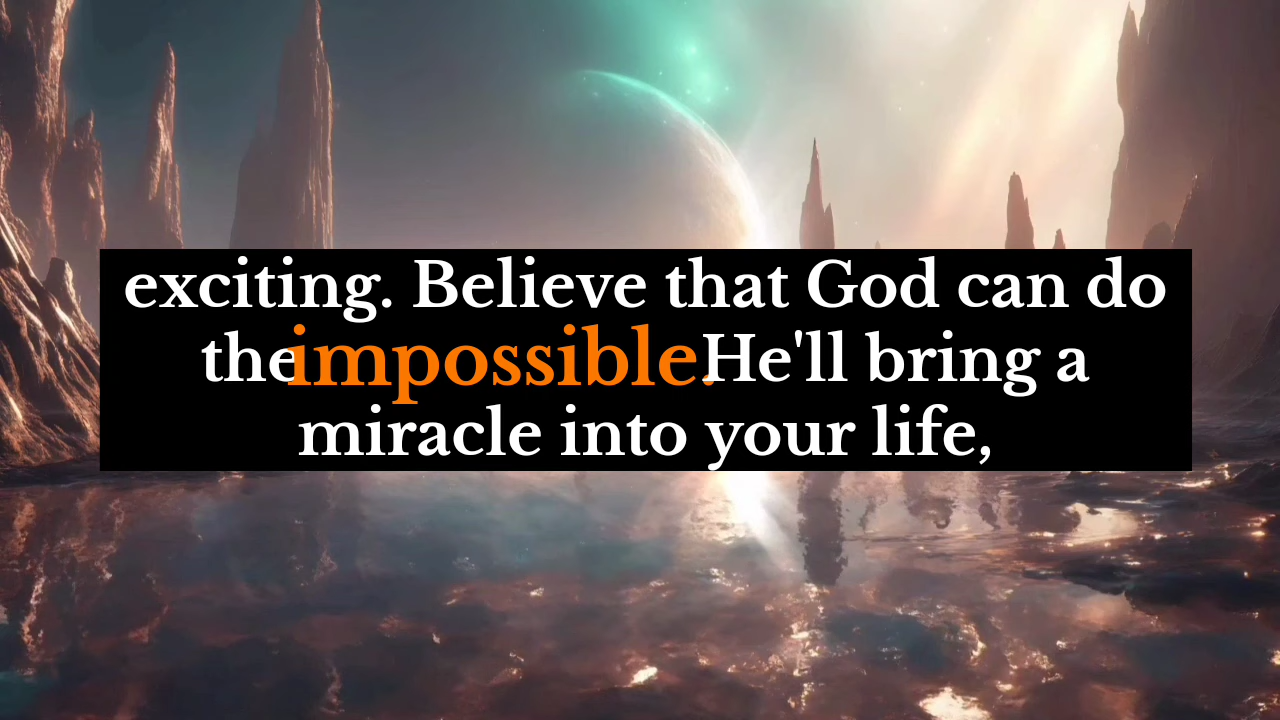 exciting. Believe that God can do
the impossible. He'll bring a
miracle into your life,